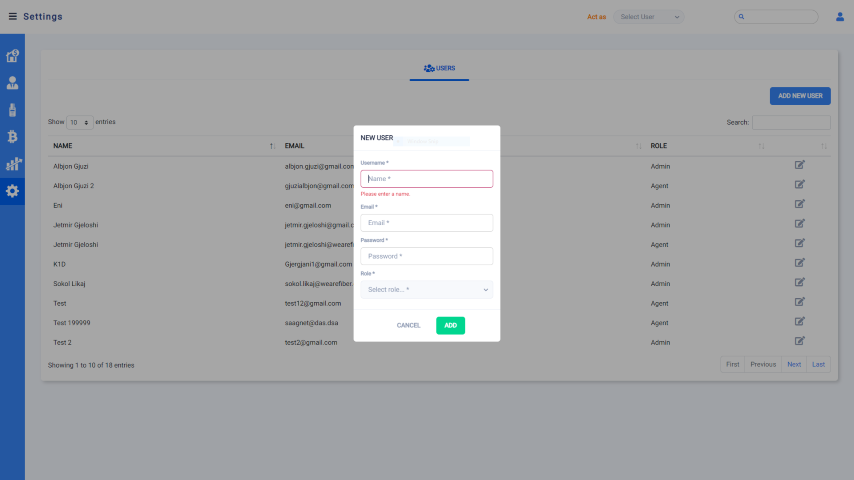 Settings
Act as
Select User
USERS
ADD NEW USER
Show 10 entries
Search:
NAME EMAIL ROLE
Albjon Gjuzi albjon.gjuzi@gmail.com Admin
Albjon Gjuzi 2 gjuzialbjon@gmail.com Agent
Eni eni@gmail.com Admin
Jetmir Gjeloshi jetmir.gjeloshi@gmail.c Admin
Jetmir Gjeloshi jetmir.gjeloshi@wearefi Agent
K1D Gjergjani1@gmail.com Admin
Sokol Likaj sokol.likaj@wearefiber. Admin
Test test12@gmail.com Agent
Test 199999 saagnet@das.dsa Agent
Test 2 test2@gmail.com Admin
Showing 1 to 10 of 18 entries
First Previous Next Last
NEW USER
Username *
Name *
Please enter a name.
Email *
Email *
Password *
Password *
Role *
Select role... *
CANCEL
ADD